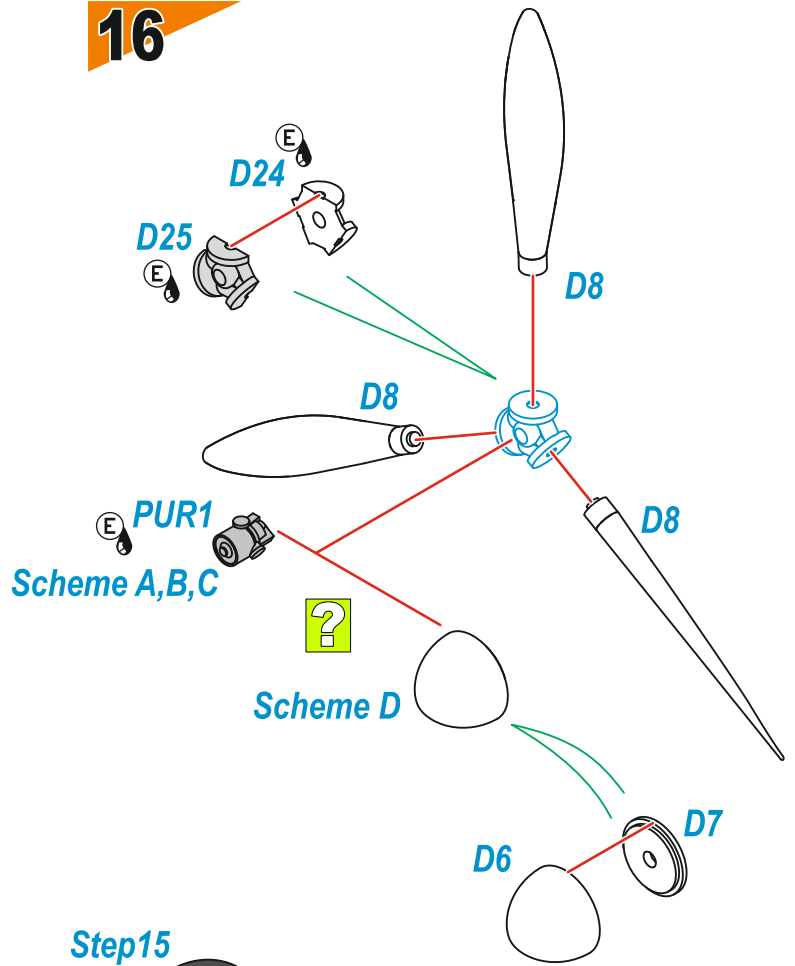 16
E
D24
D25
E
D8
D8
E PUR1
D8
Scheme A,B,C
?
Scheme D
D7
D6
Step15